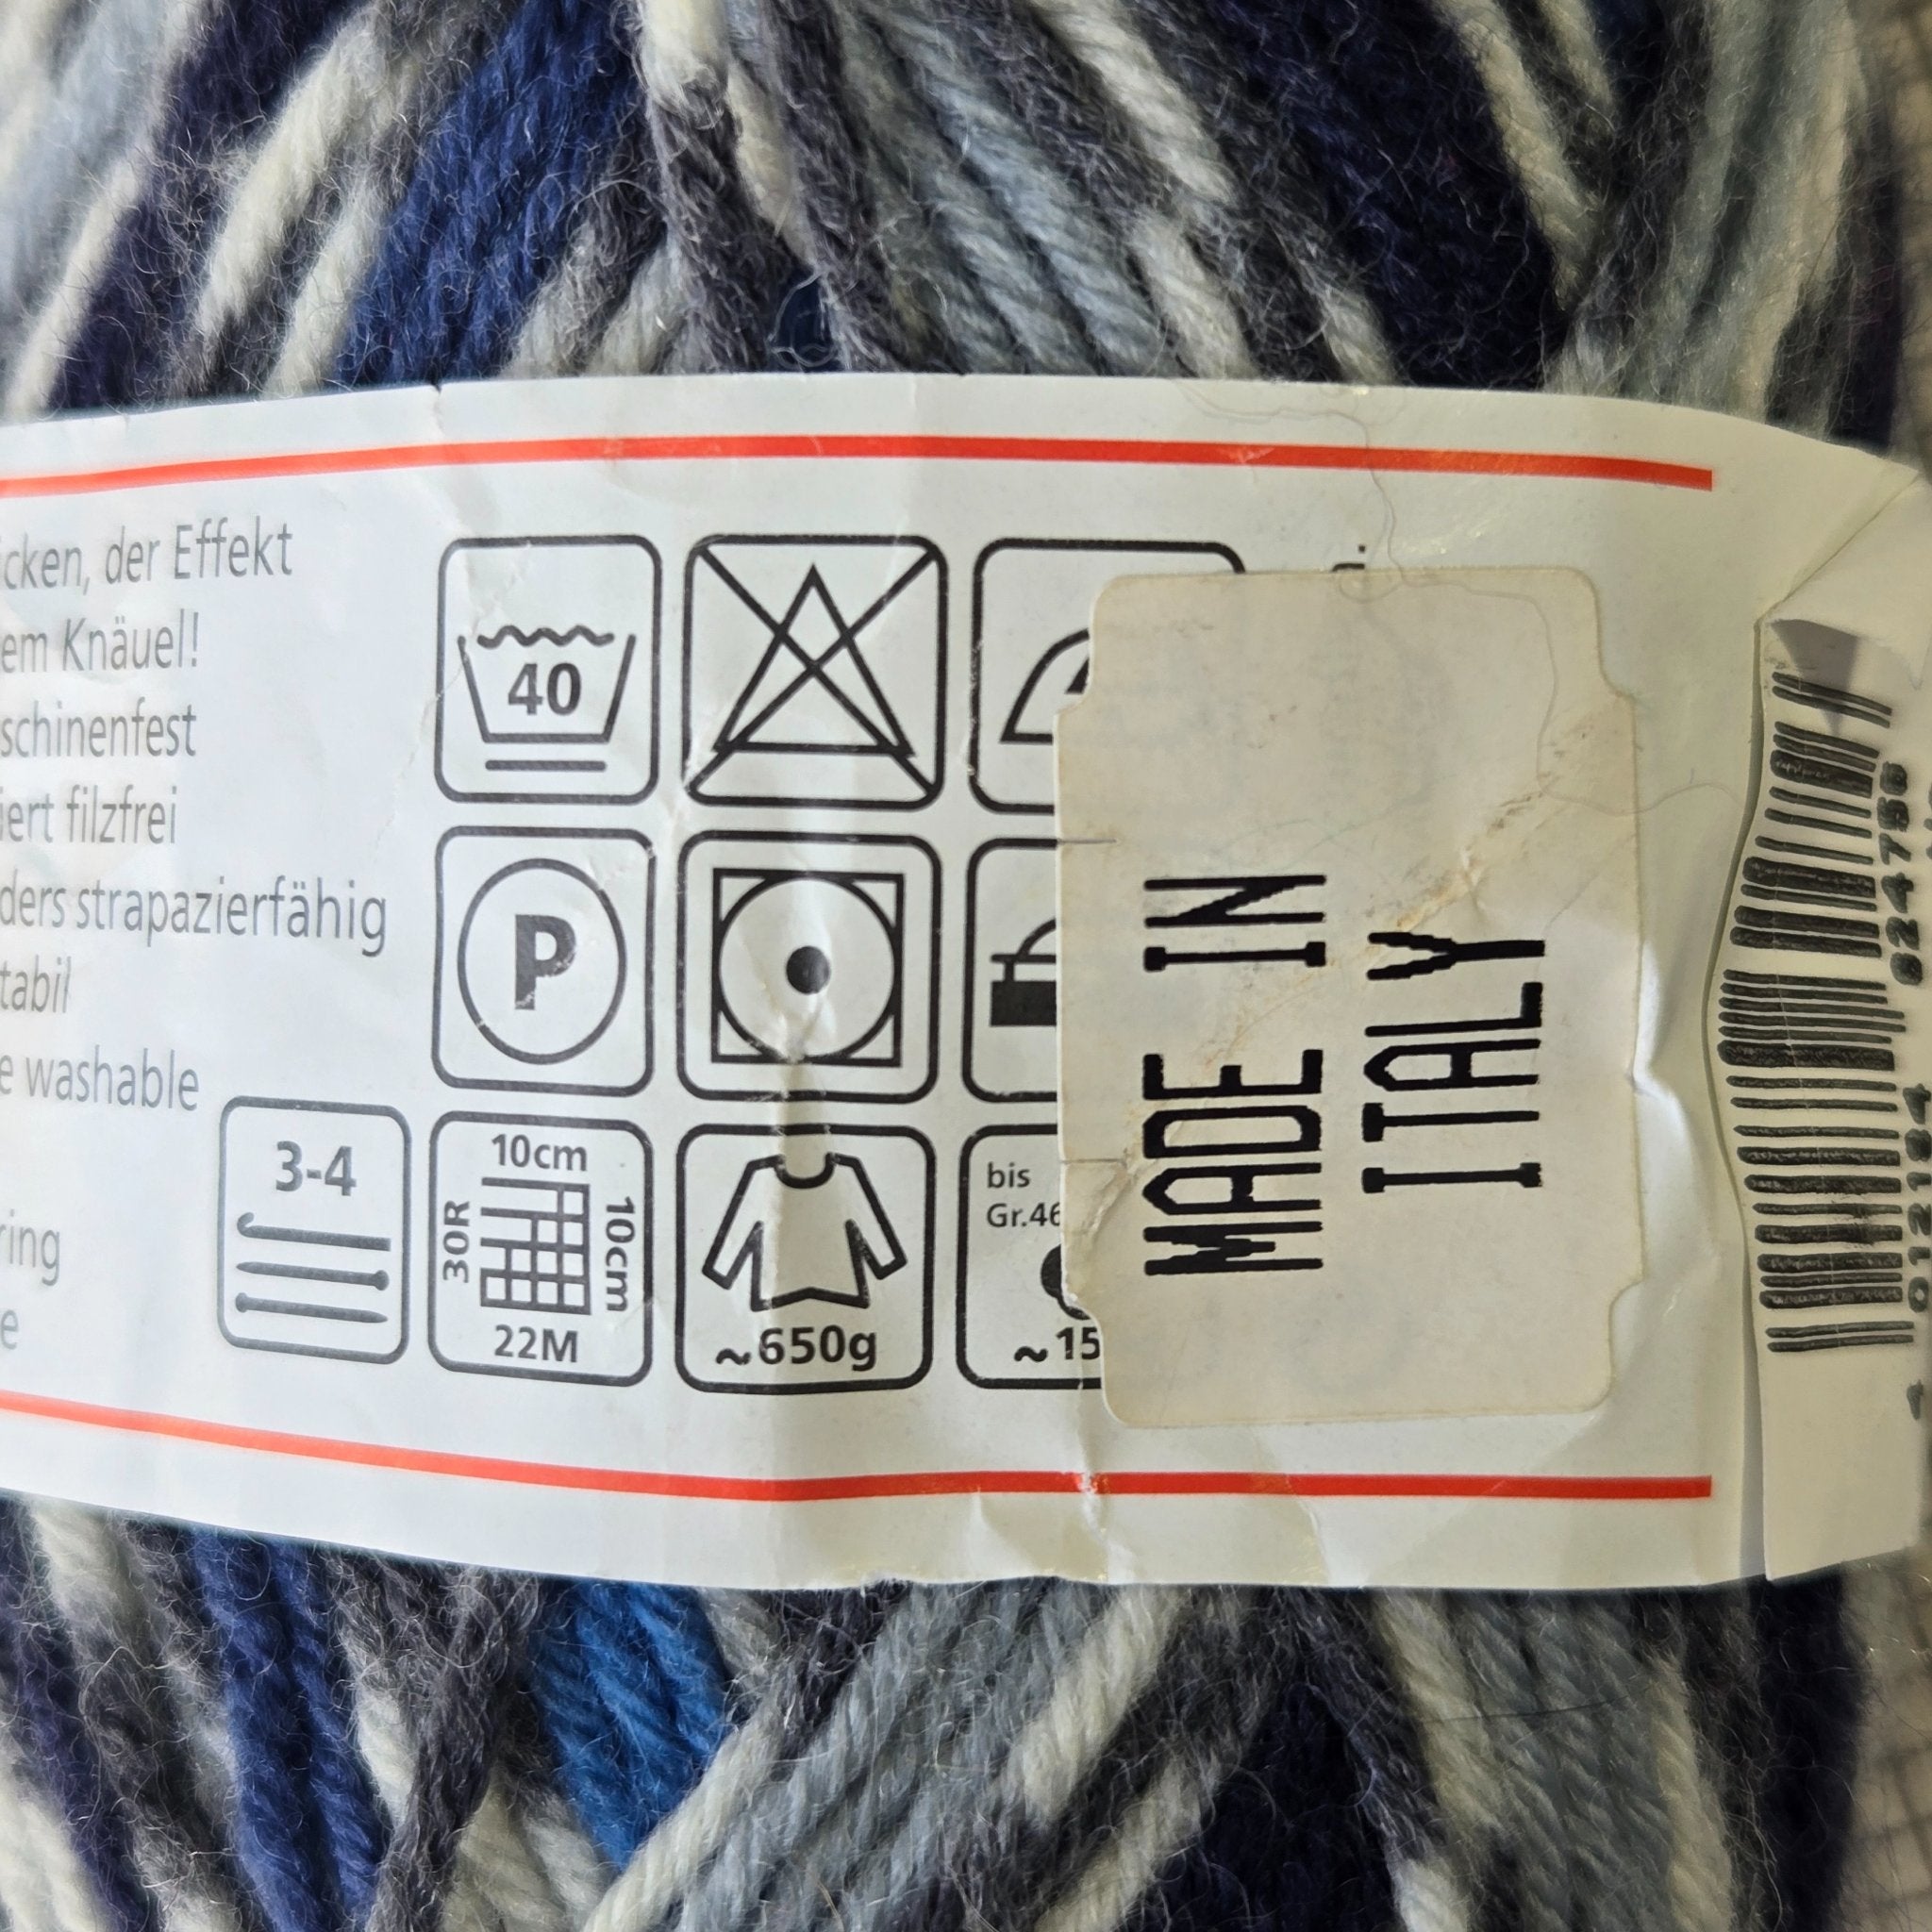 icken, der Effekt
em Knäuel!
schinenfest
iert filzfrei
ders strapazierfähig
tabil
e washable
ring
e
40
P
3-4
10cm
30R
10cm
22M
~650g
bis
Gr.46
~15
MADE IN
ITALY